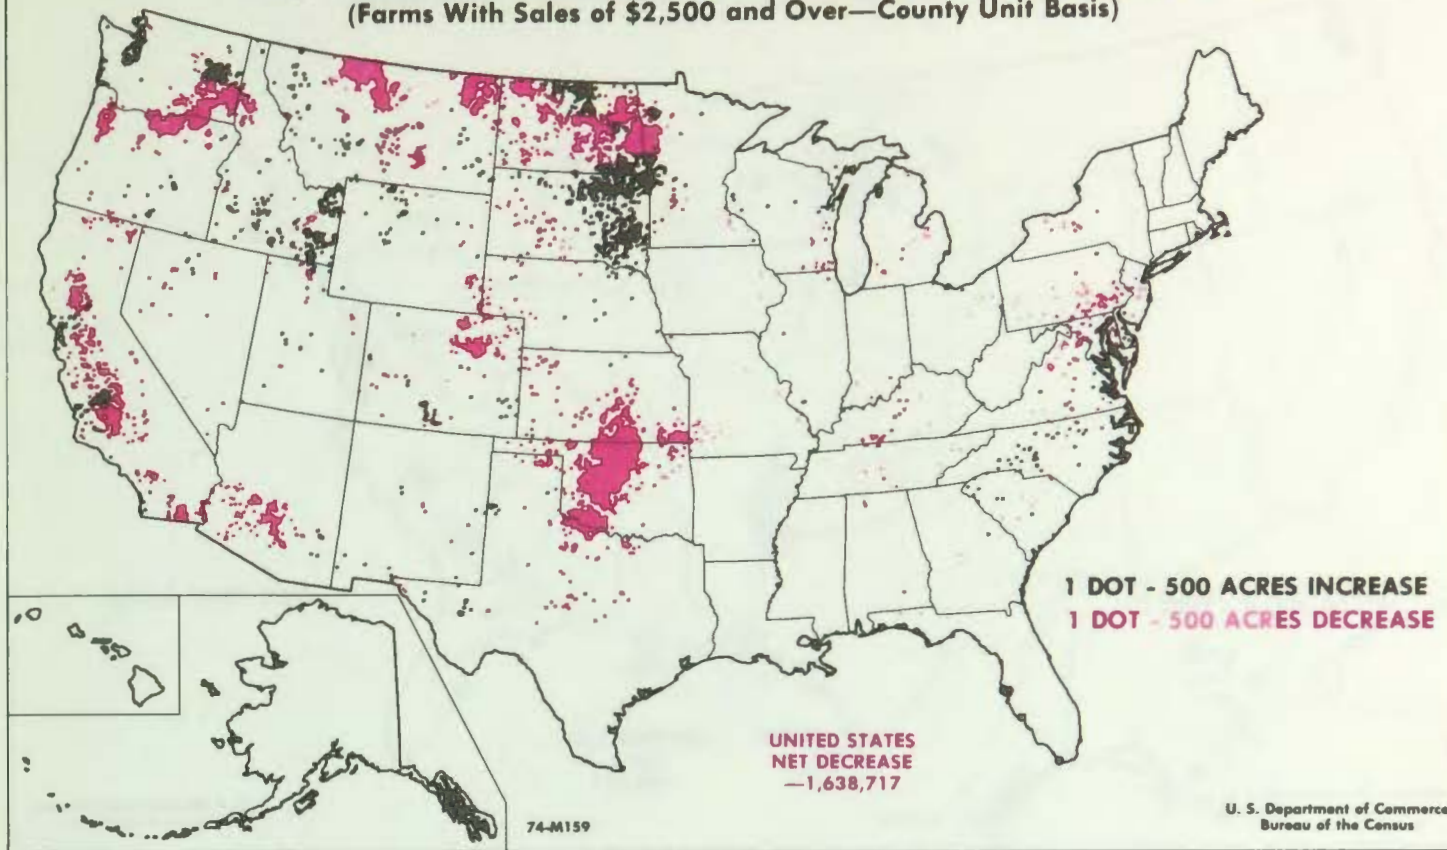 (Farms With Sales of $2,500 and Over—County Unit Basis)
1 DOT - 500 ACRES INCREASE
1 DOT - 500 ACRES DECREASE
UNITED STATES
NET DECREASE
—1,638,717
74-M159
U. S. Department of Commerce
Bureau of the Census